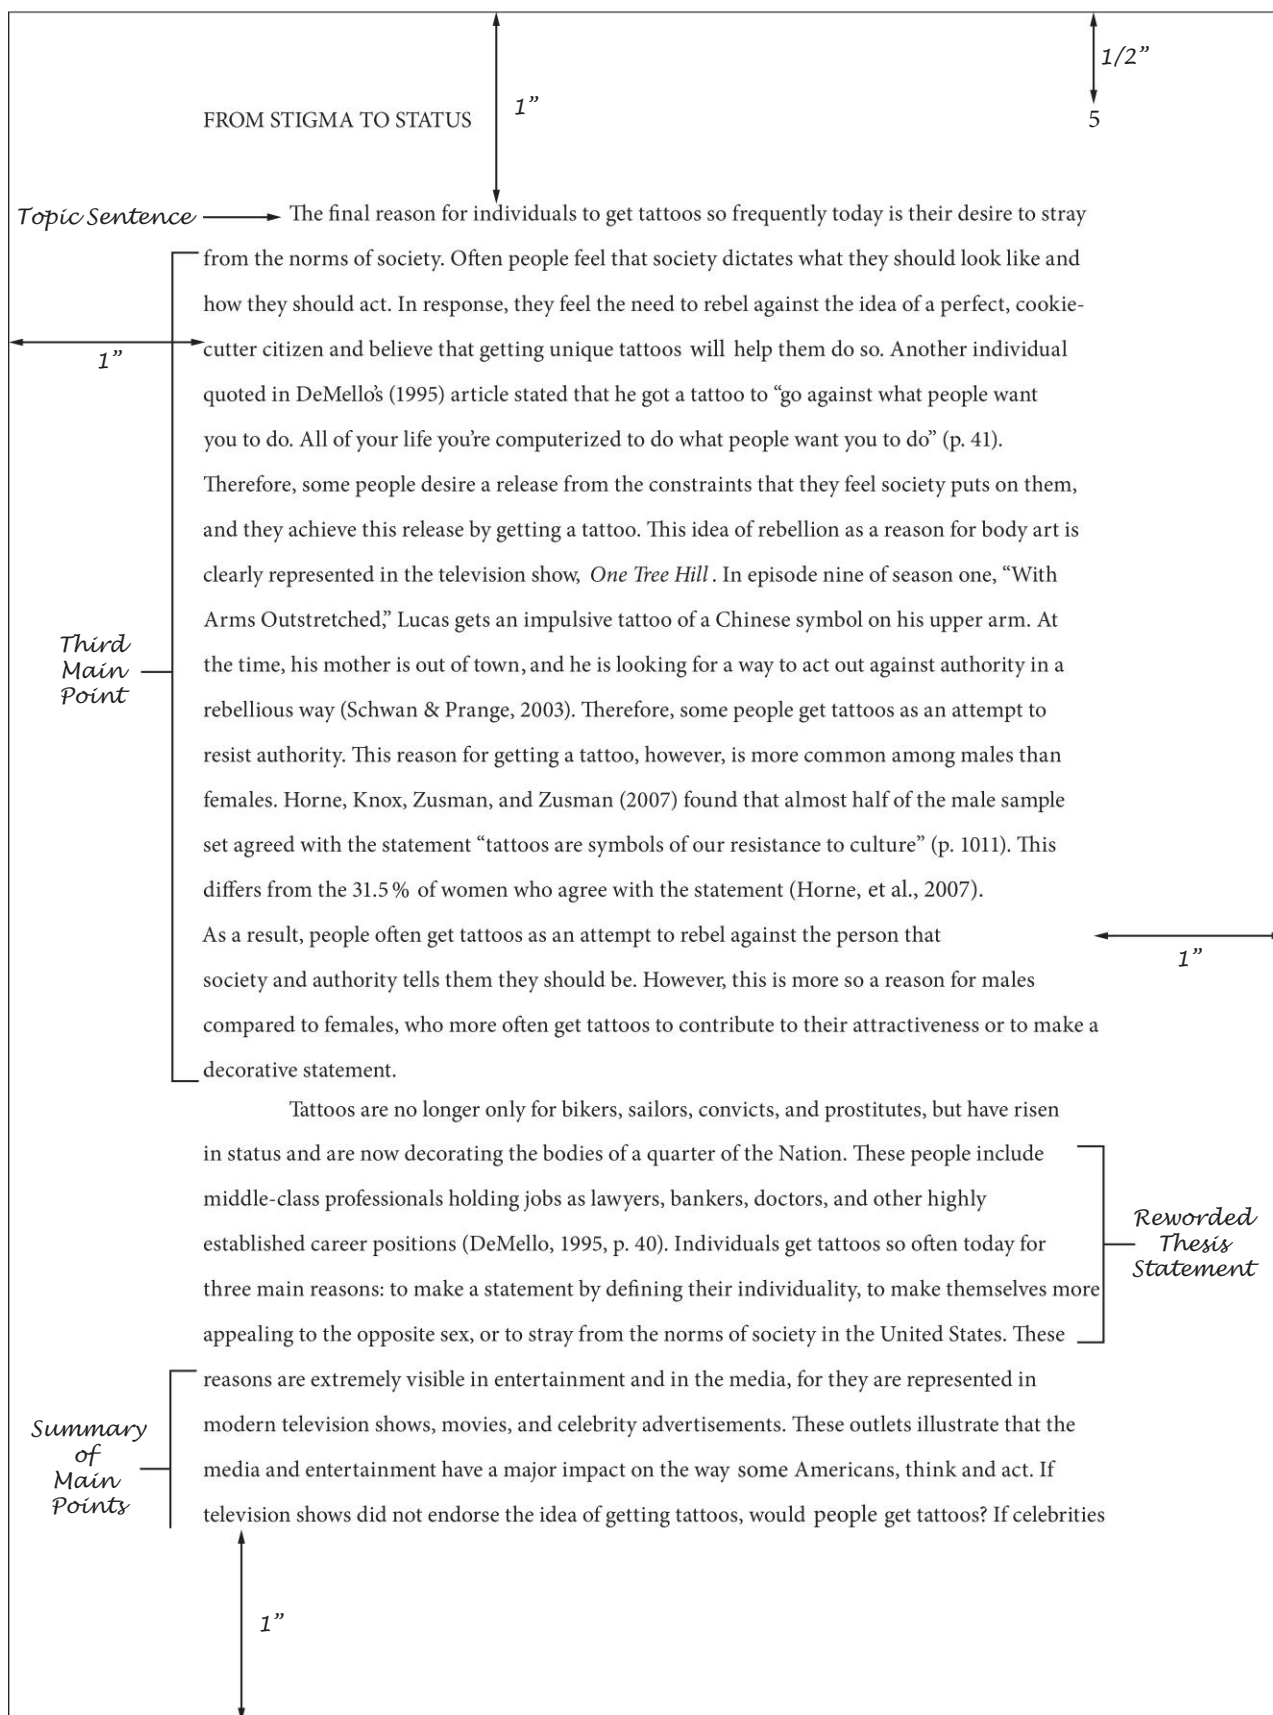 1/2”
1”
FROM STIGMA TO STATUS
5
Topic Sentence
The final reason for individuals to get tattoos so frequently today is their desire to stray
from the norms of society. Often people feel that society dictates what they should look like and
how they should act. In response, they feel the need to rebel against the idea of a perfect, cookie-
1”
cutter citizen and believe that getting unique tattoos will help them do so. Another individual
quoted in DeMello’s (1995) article stated that he got a tattoo to “go against what people want
you to do. All of your life you’re computerized to do what people want you to do” (p. 41).
Therefore, some people desire a release from the constraints that they feel society puts on them,
and they achieve this release by getting a tattoo. This idea of rebellion as a reason for body art is
clearly represented in the television show, One Tree Hill. In episode nine of season one, “With
Arms Outstretched,” Lucas gets an impulsive tattoo of a Chinese symbol on his upper arm. At
the time, his mother is out of town, and he is looking for a way to act out against authority in a
rebellious way (Schwan & Prange, 2003). Therefore, some people get tattoos as an attempt to
resist authority. This reason for getting a tattoo, however, is more common among males than
females. Horne, Knox, Zusman, and Zusman (2007) found that almost half of the male sample
set agreed with the statement “tattoos are symbols of our resistance to culture” (p. 1011). This
differs from the 31.5% of women who agree with the statement (Horne, et al., 2007).
As a result, people often get tattoos as an attempt to rebel against the person that
society and authority tells them they should be. However, this is more so a reason for males
compared to females, who more often get tattoos to contribute to their attractiveness or to make a
decorative statement.
Third
Main
Point
1”
Tattoos are no longer only for bikers, sailors, convicts, and prostitutes, but have risen
in status and are now decorating the bodies of a quarter of the Nation. These people include
middle-class professionals holding jobs as lawyers, bankers, doctors, and other highly
established career positions (DeMello, 1995, p. 40). Individuals get tattoos so often today for
three main reasons: to make a statement by defining their individuality, to make themselves more
appealing to the opposite sex, or to stray from the norms of society in the United States. These
reasons are extremely visible in entertainment and in the media, for they are represented in
modern television shows, movies, and celebrity advertisements. These outlets illustrate that the
media and entertainment have a major impact on the way some Americans, think and act. If
television shows did not endorse the idea of getting tattoos, would people get tattoos? If celebrities
Reworded
Thesis
Statement
Summary
of
Main
Points
1”